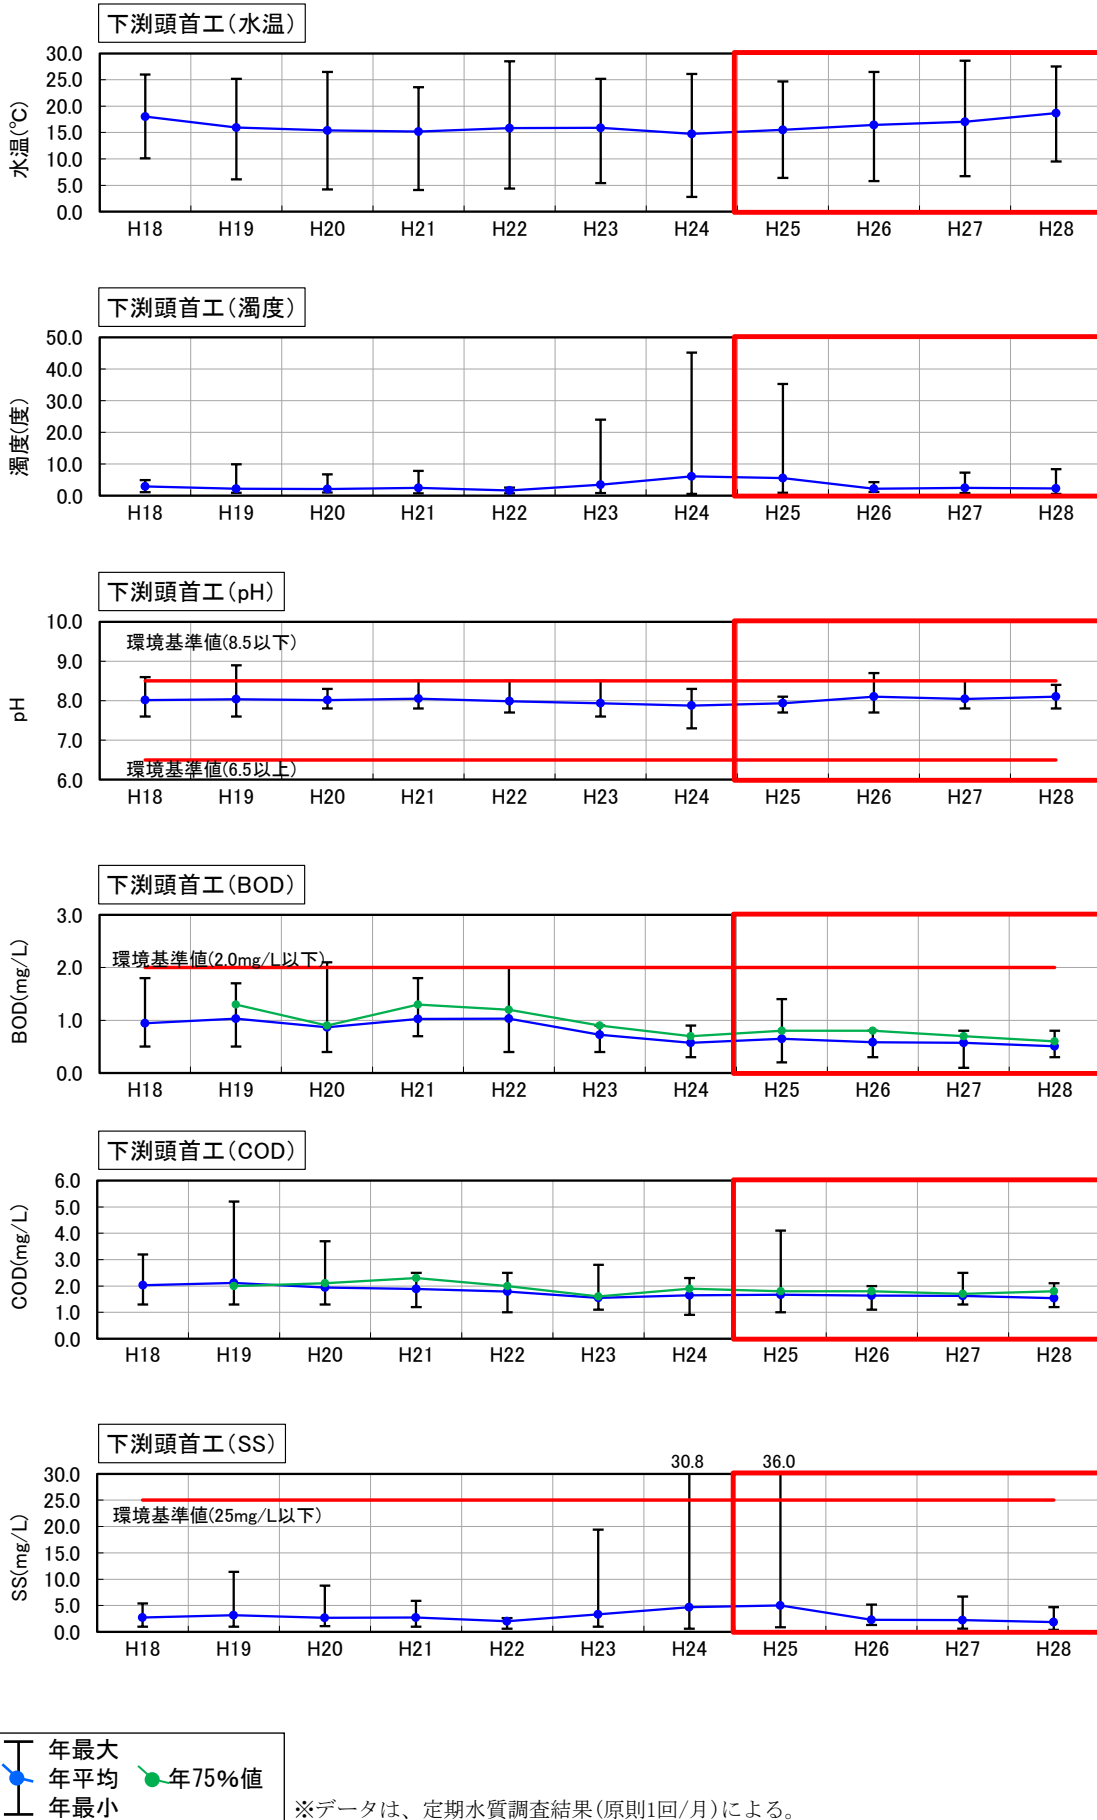 下渕頭首工(水温)
30.0
25.0
20.0
15.0
10.0
5.0
0.0
水温(℃)
H18 H19 H20 H21 H22 H23 H24 H25 H26 H27 H28
下渕頭首工(濁度)
50.0
40.0
30.0
20.0
10.0
0.0
濁度(度)
H18 H19 H20 H21 H22 H23 H24 H25 H26 H27 H28
下渕頭首工(pH)
10.0
9.0
8.0
7.0
6.0
pH
環境基準値(8.5以下)
環境基準値(6.5以上)
H18 H19 H20 H21 H22 H23 H24 H25 H26 H27 H28
下渕頭首工(BOD)
3.0
2.0
1.0
0.0
BOD(mg/L)
環境基準値(2.0mg/L以下)
H18 H19 H20 H21 H22 H23 H24 H25 H26 H27 H28
下渕頭首工(COD)
6.0
5.0
4.0
3.0
2.0
1.0
0.0
COD(mg/L)
H18 H19 H20 H21 H22 H23 H24 H25 H26 H27 H28
下渕頭首工(SS)
30.8 36.0
30.0
25.0
20.0
15.0
10.0
5.0
0.0
SS(mg/L)
環境基準値(25mg/L以下)
H18 H19 H20 H21 H22 H23 H24 H25 H26 H27 H28
年最大
年平均 年75%値
年最小
※データは、定期水質調査結果(原則1回/月)による。